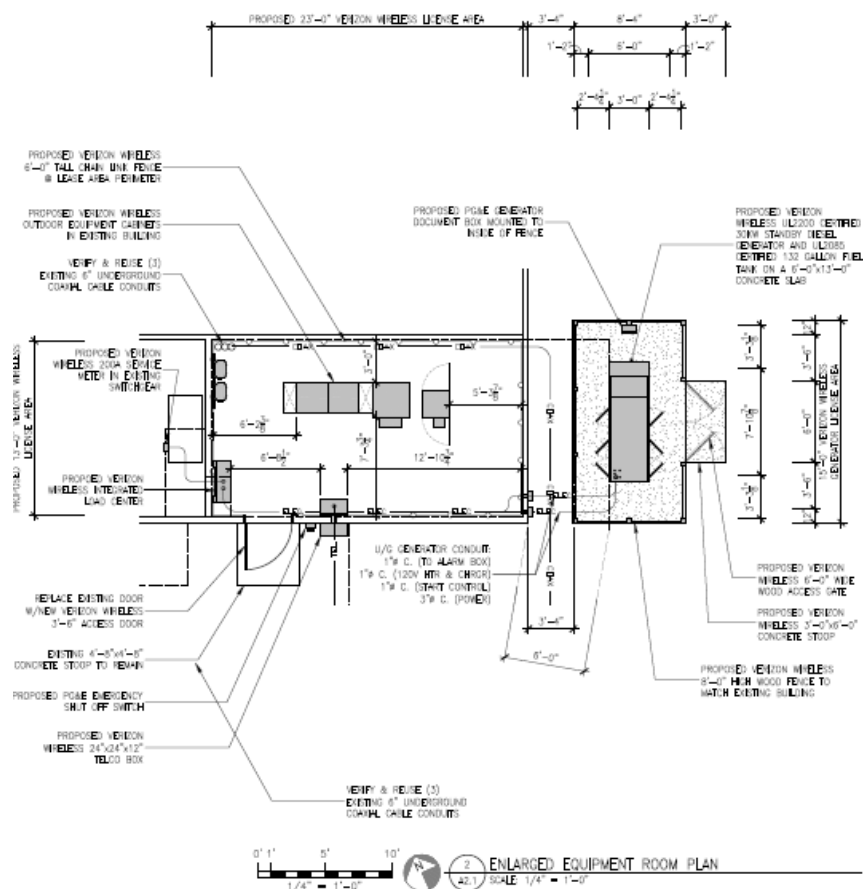 PROPOSED 23'-0" VERIZON WIRELESS LICENSE AREA
3'-4"
8'-4"
3'-0"
1'-2"
6'-0"
1'-2"
2'-4
3'-0"
2'-4
PROPOSED VERIZON WIRELESS
6'-0" TALL CHAIN LINK FENCE
@ LEASE AREA PERIMETER
PROPOSED VERIZON WIRELESS
OUTDOOR EQUIPMENT CABINETS
IN EXISTING BUILDING
VERIFY & REUSE (3)
EXISTING 6" UNDERGROUND
COAXIAL CABLE CONDUITS
PROPOSED VERIZON
WIRELESS 200A SERVICE
METER IN EXISTING
SWITCHGEAR
PROPOSED 13'-0" VERIZON WIRELESS
LICENSE AREA
PROPOED VERIZON
WIRELESS INTEGRATED
LOAD CENTER
PROPOSED PG&E GENERATOR
DOCUMENT BOX MOUNTED TO
INSIDE OF FENCE
PROPOSED VERIZON
WIRELESS UL2200 CERTIFIED
30KW STANDBY DIESEL
GENERATOR AND UL2085
CERTIFIED 132 GALLON FUEL
TANK ON A 6'-0"x13'-0"
CONCRETE SLAB
COAX
COAX
COAX
COAX
COAX
3'-0"
12"
3'-6"
6'-0"
3'-6"
12"
15'-0" VERIZON WIRELESS
GENERATOR LICENSE AREA
U/G GENERATOR CONDUIT:
1"ø C. (TO ALARM BOX)
1"ø C. (120V HTR & CHRGR)
1"ø C. (START CONTROL)
3"ø C. (POWER)
3'-4"
6'-0"
REPLACE EXISTING DOOR
W/NEW VERIZON WIRELESS
3'-6" ACCESS DOOR
EXISTING 4'-8"x4'-8"
CONCRETE STOOP TO REMAIN
PROPOSED PG&E EMERGENCY
SHUT OFF SWITCH
PROPOSED VERIZON
WIRELESS 24"x24"x12"
TELCO BOX
VERIFY & REUSE (3)
EXISTING 6" UNDERGROUND
COAXIAL CABLE CONDUITS
PROPOSED VERIZON
WIRELESS 6'-0" WIDE
WOOD ACCESS GATE
PROPOSED VERIZON
WIRELESS 3'-0"x6'-0"
CONCRETE STOOP
PROPOSED VERIZON WIRELESS
8'-0" HIGH WOOD FENCE TO
MATCH EXISTING BUILDING
0' 1' 5' 10'
1/4" = 1'-0"
N
2
A2.1
ENLARGED EQUIPMENT ROOM PLAN
SCALE: 1/4" = 1'-0"